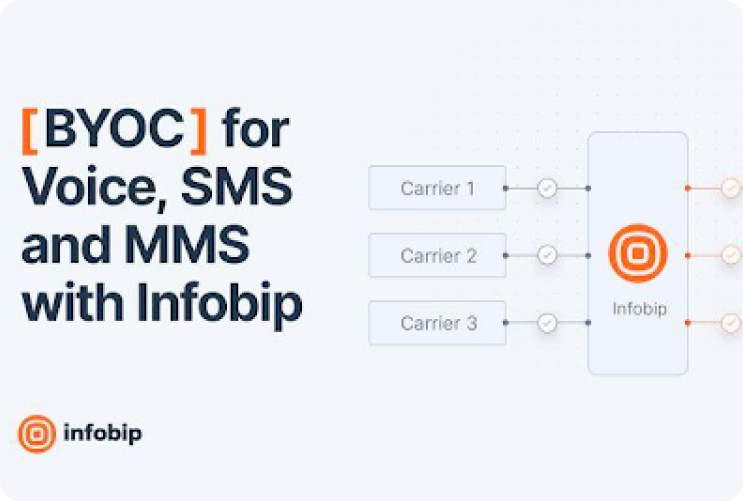 [BYOC] for
Voice, SMS
and MMS
with Infobip
Carrier 1
Carrier 2
Carrier 3
Infobip
infobip